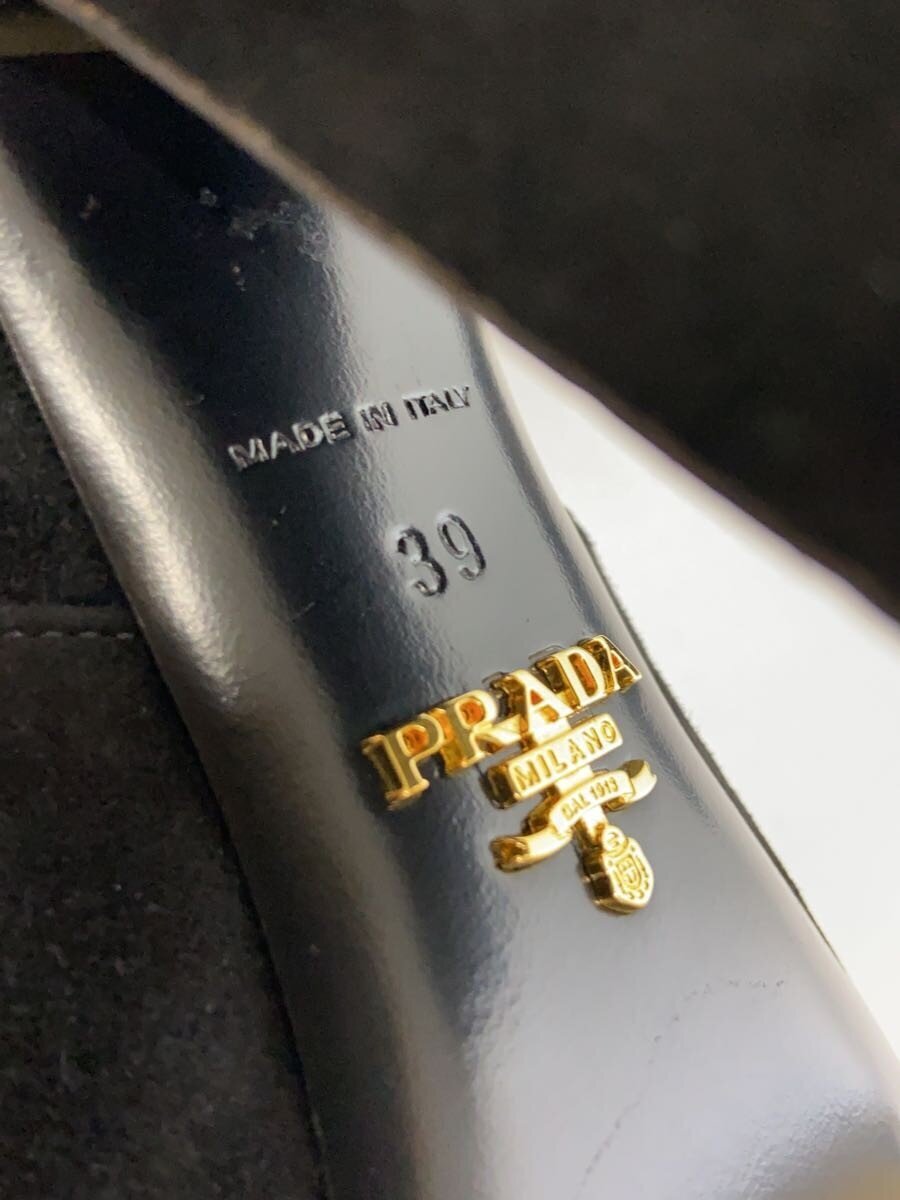 MADE IN ITALY
39
PRADA
MILANO
DAL 1913